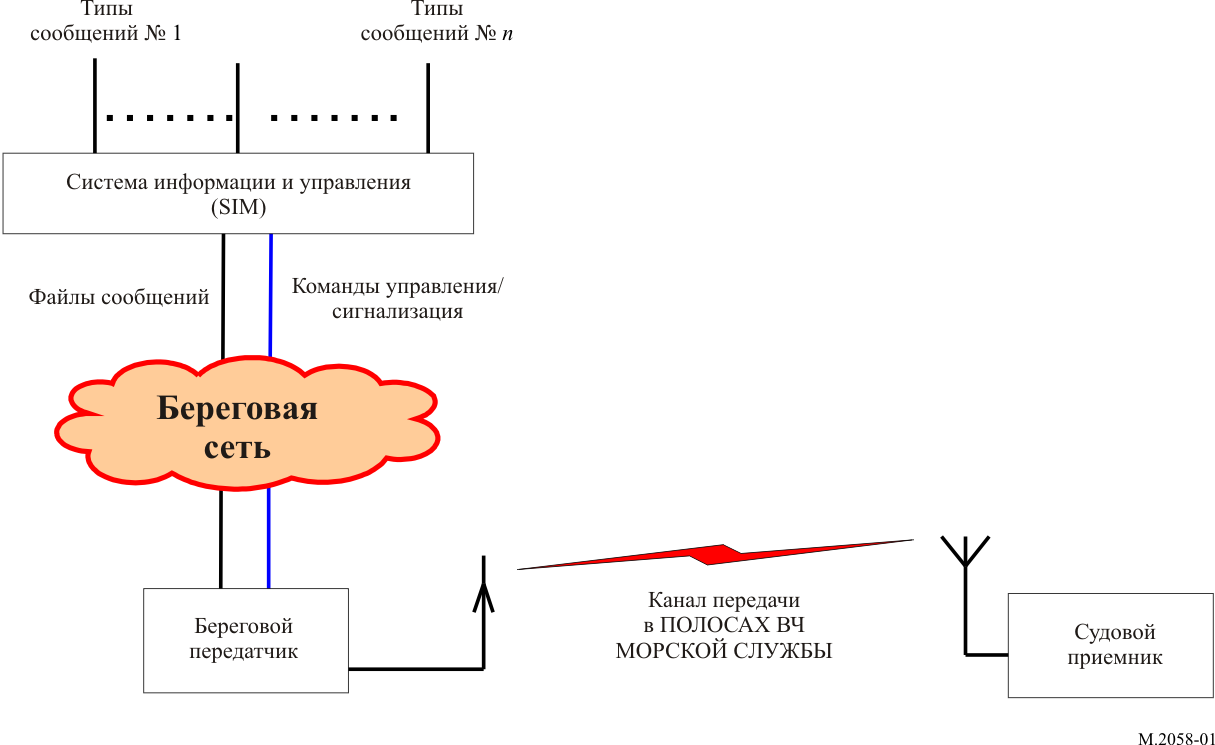 Типы
сообщений № 1
Типы
сообщений № n
Система информации и управления
(SIM)
Файлы сообщений
Команды управления/
сигнализация
Береговая
сеть
Береговой
передатчик
Канал передачи
в ПОЛОСАХ ВЧ
МОРСКОЙ СЛУЖБЫ
Судовой
приемник
M.2058-01